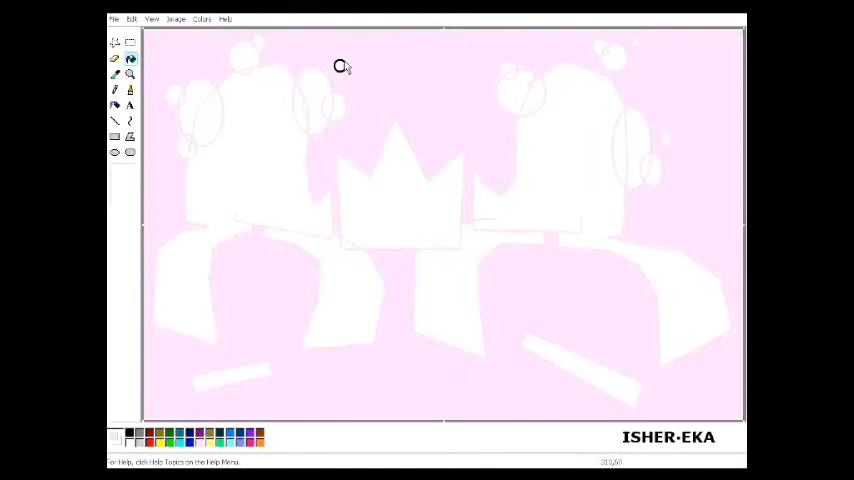 File Edit View Image Colors Help
A
ISHER·EKA
For Help, click Help Topics on the Help Menu.